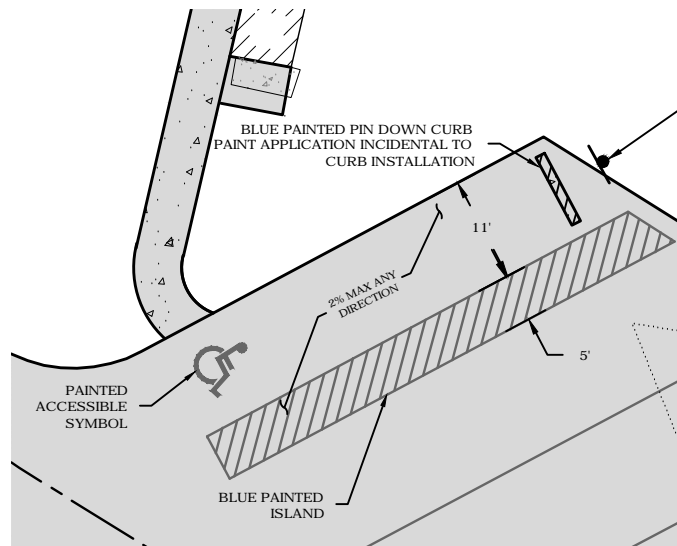 BLUE PAINTED PIN DOWN CURB
PAINT APPLICATION INCIDENTAL TO
CURB INSTALLATION
11'
2% MAX ANY
DIRECTION
5'
PAINTED
ACCESSIBLE
SYMBOL
BLUE PAINTED
ISLAND